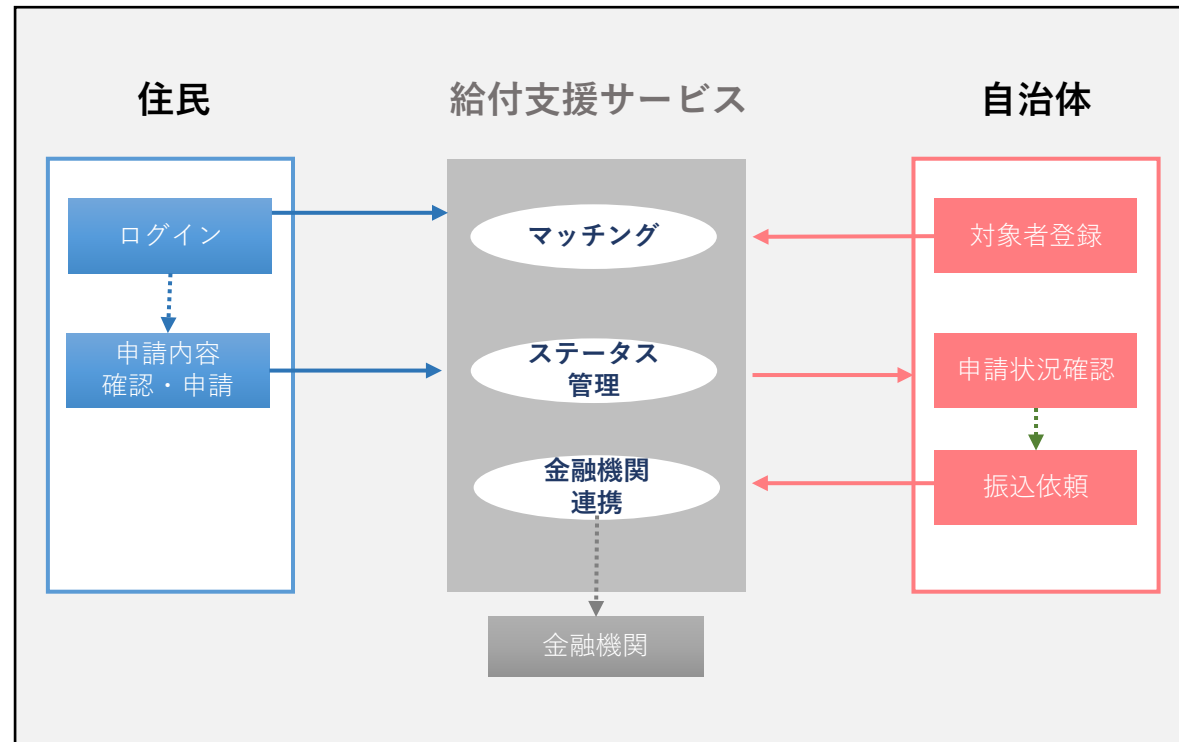 住民
給付支援サービス
自治体
ログイン
マッチング
対象者登録
申請内容
確認・申請
ステータス
管理
申請状況確認
金融機関
連携
振込依頼
金融機関